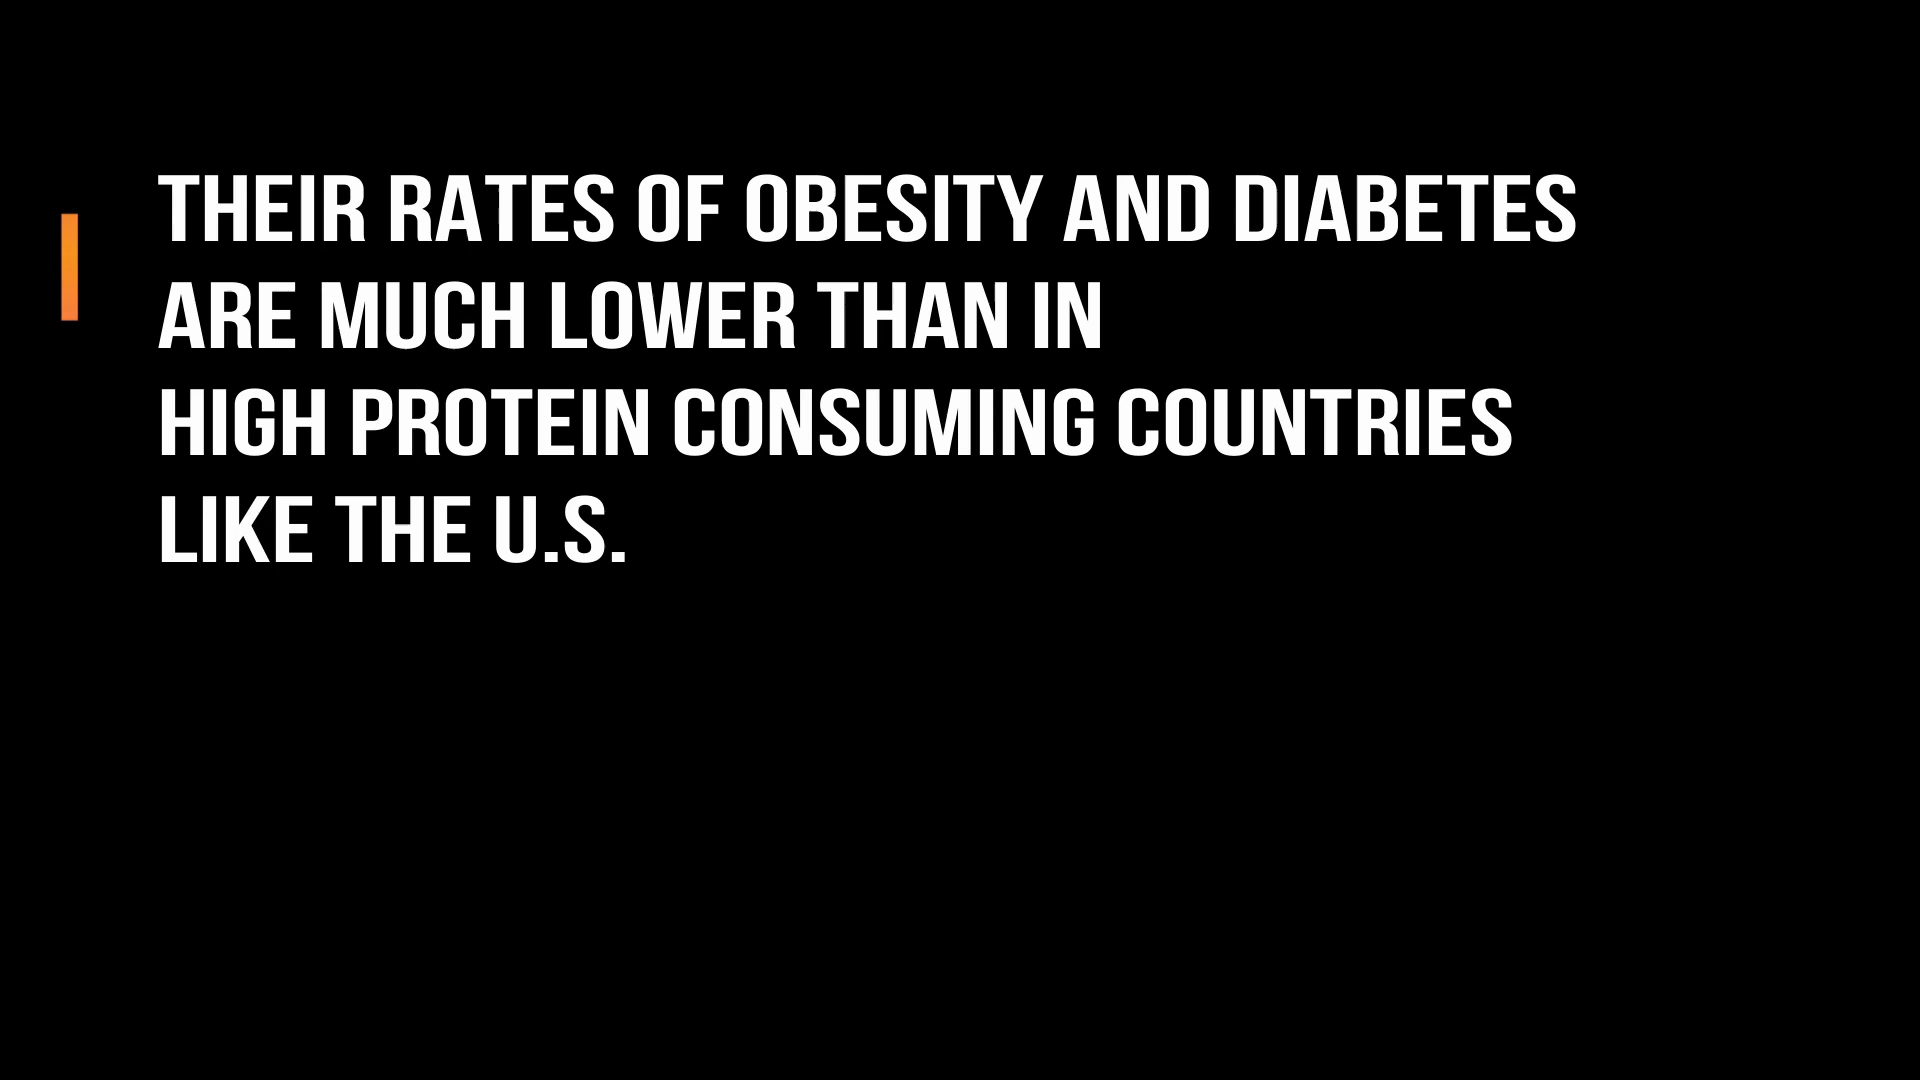 THEIR RATES OF OBESITY AND DIABETES
ARE MUCH LOWER THAN IN
HIGH PROTEIN CONSUMING COUNTRIES
LIKE THE U.S.